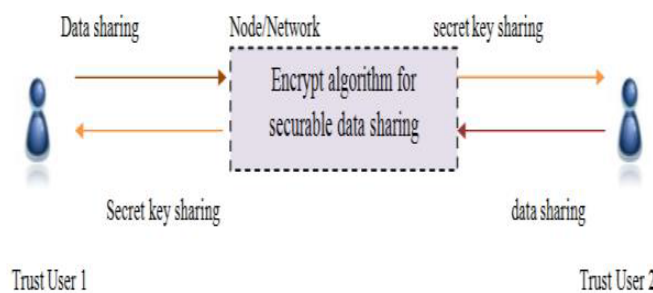 Data sharing
Node/Network
secret key sharing
Encrypt algorithm for
securable data sharing
Secret key sharing
data sharing
Trust User 1
Trust User 2